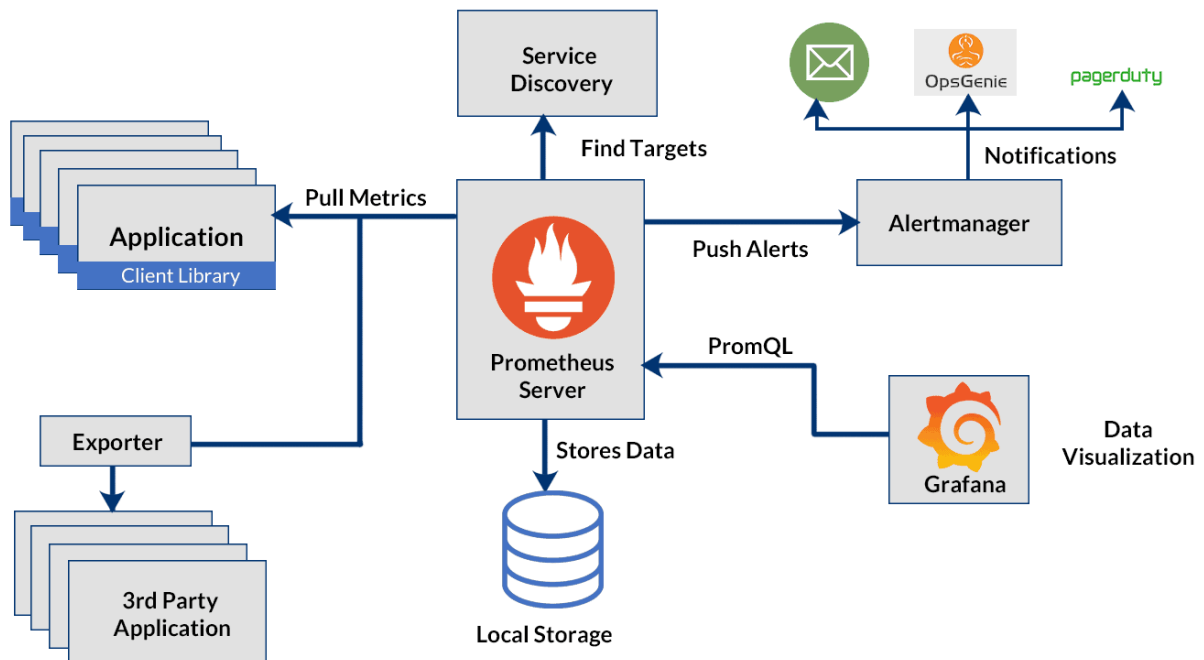 Service
Discovery
OpsGenie
pagerduty
Find Targets
Notifications
Pull Metrics
Application
Client Library
Push Alerts
Alertmanager
Prometheus
Server
PromQL
Exporter
Stores Data
Grafana
Data
Visualization
3rd Party
Application
Local Storage